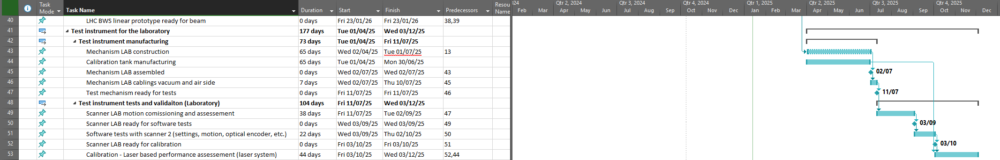 Task Mode Task Name Duration Start Finish Predecessors Resou Name
2024 Qtr 2, 2024 Qtr 3, 2024 Qtr 4, 2024 Qtr 1, 2025 Qtr 2, 2025 Qtr 3, 2025 Qtr 4, 2025
Feb Mar Apr May Jun Jul Aug Sep Oct Nov Dec Jan Feb Mar Apr May Jun Jul Aug Sep Oct Nov Dec
40 LHC BWS linear prototype ready for beam 0 days Fri 23/01/26 Fri 23/01/26 38,39
41 Test instrument for the laboratory 177 days Tue 01/04/25 Wed 03/12/25
42 Test instrument manufacturing 73 days Tue 01/04/25 Fri 11/07/25
43 Mechanism LAB construction 65 days Wed 02/04/25 Tue 01/07/25 13
44 Calibration tank manufacturing 65 days Tue 01/04/25 Mon 30/06/25
45 Mechanism LAB assembled 0 days Wed 02/07/25 Wed 02/07/25 43 02/07
46 Mechanism LAB cablings vacuum and air side 7 days Wed 02/07/25 Thu 10/07/25 45
47 Test mechanism ready for tests 0 days Fri 11/07/25 Fri 11/07/25 46 11/07
48 Test instrument tests and validaiton (Laboratory) 104 days Fri 11/07/25 Wed 03/12/25
49 Scanner LAB motion comissioning and assessement 38 days Fri 11/07/25 Tue 02/09/25 47
50 Scanner LAB ready for software tests 0 days Wed 03/09/25 Wed 03/09/25 49 03/09
51 Software tests with scanner 2 (settings, motion, optical encoder, etc.) 22 days Wed 03/09/25 Thu 02/10/25 50
52 Scanner LAB ready for calibration 0 days Fri 03/10/25 Fri 03/10/25 51 03/10
53 Calibration - Laser based performance assessement (laser system) 44 days Fri 03/10/25 Wed 03/12/25 52,44